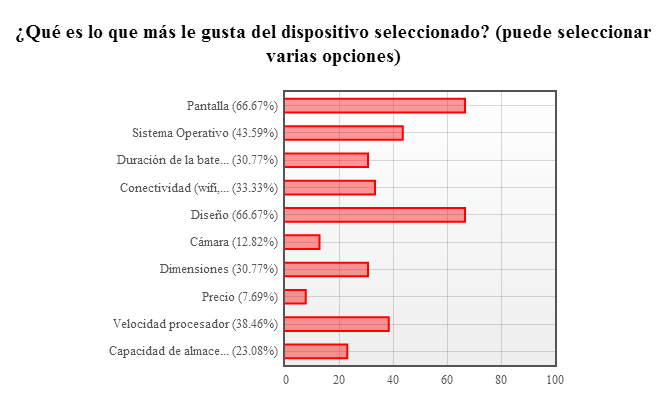 ¿Qué es lo que más le gusta del dispositivo seleccionado? (puede seleccionar
varias opciones)
Pantalla (66.67%)
Sistema Operativo (43.59%)
Duración de la bate... (30.77%)
Conectividad (wifi,... (33.33%)
Diseño (66.67%)
Cámara (12.82%)
Dimensiones (30.77%)
Precio (7.69%)
Velocidad procesador (38.46%)
Capacidad de almace... (23.08%)
0 20 40 60 80 100